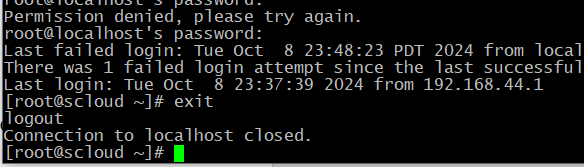 root@localhost's password:
Permission denied, please try again.
root@localhost's password:
Last failed login: Tue Oct  8 23:48:23 PDT 2024 from local
There was 1 failed login attempt since the last successful
Last login: Tue Oct  8 23:37:39 2024 from 192.168.44.1
[root@scloud ~]# exit
logout
Connection to localhost closed.
[root@scloud ~]#